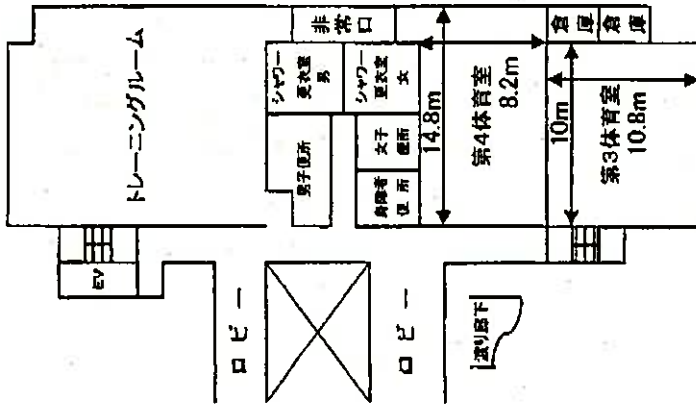 トレーニングルーム
非常口
シャワー
更衣室
男
シャワー
更衣室
女
倉庫
倉庫
男子便所
女子
便所
身障者
便所
14.8m
第4体育室
8.2m
10m
第3体育室
10.8m
EV
ロビー
ロビー
渡り廊下